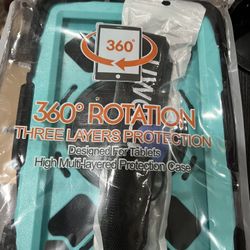 360°
360° ROTATION
THREE LAYERS PROTECTION
Designed For Tablets
High Multi-layered Protection Case